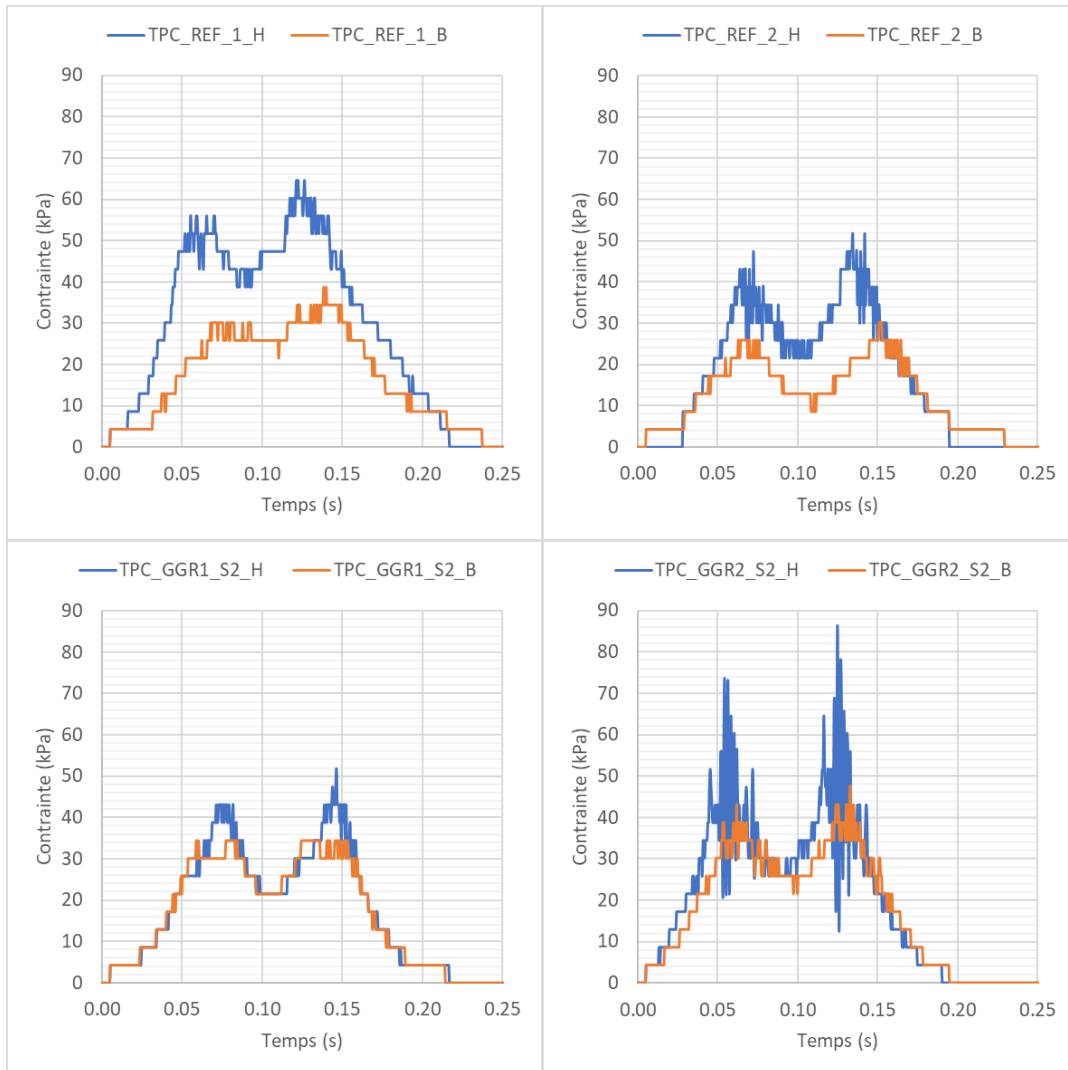 TPC_REF_1_H TPC_REF_1_B
90
80
70
60
50
40
30
20
10
0
Contrainte (kPa)
0.00 0.05 0.10 0.15 0.20 0.25
Temps (s)
TPC_REF_2_H TPC_REF_2_B
90
80
70
60
50
40
30
20
10
0
Contrainte (kPa)
0.00 0.05 0.10 0.15 0.20 0.25
Temps (s)
TPC_GGR1_S2_H TPC_GGR1_S2_B
90
80
70
60
50
40
30
20
10
0
Contrainte (kPa)
0.00 0.05 0.10 0.15 0.20 0.25
Temps (s)
TPC_GGR2_S2_H TPC_GGR2_S2_B
90
80
70
60
50
40
30
20
10
0
Contrainte (kPa)
0.00 0.05 0.10 0.15 0.20 0.25
Temps (s)